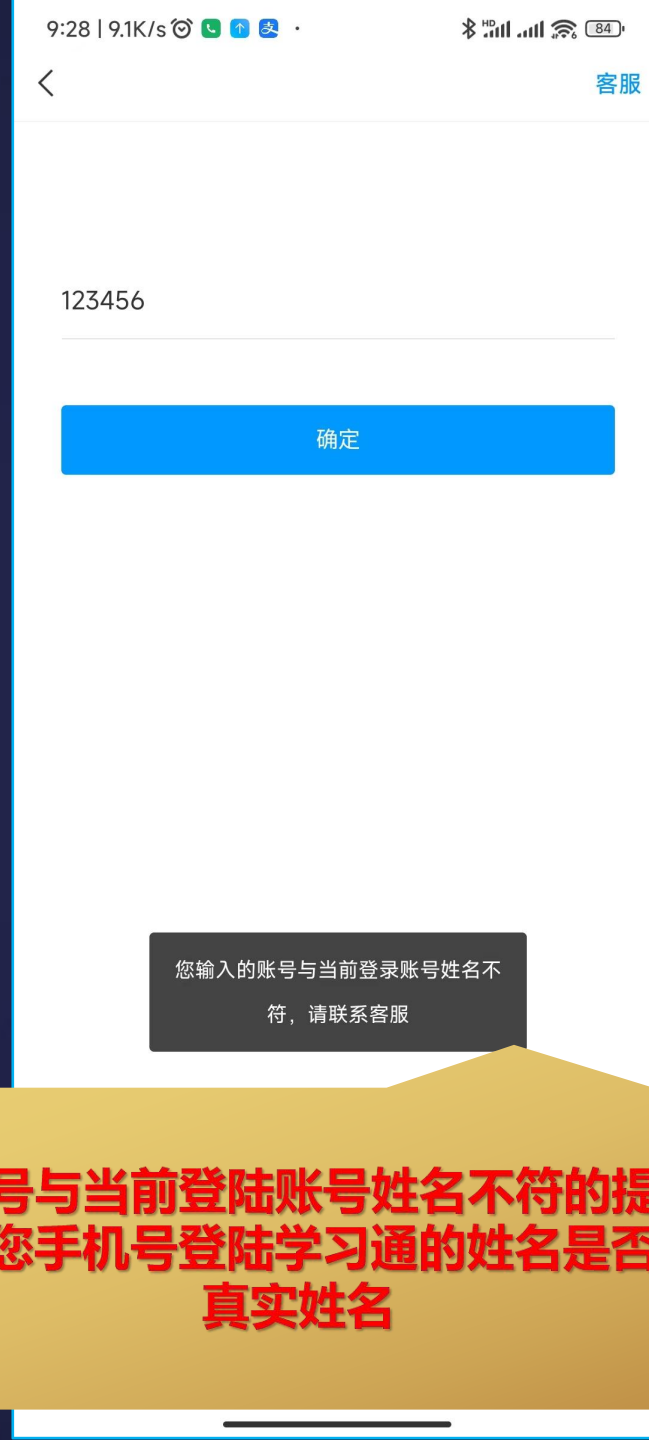 9:28 | 9.1K/s
HD
6
84
客服
123456
确定
您输入的账号与当前登录账号姓名不
符，请联系客服
号与当前登陆账号姓名不符的提
您手机号登陆学习通的姓名是否
真实姓名